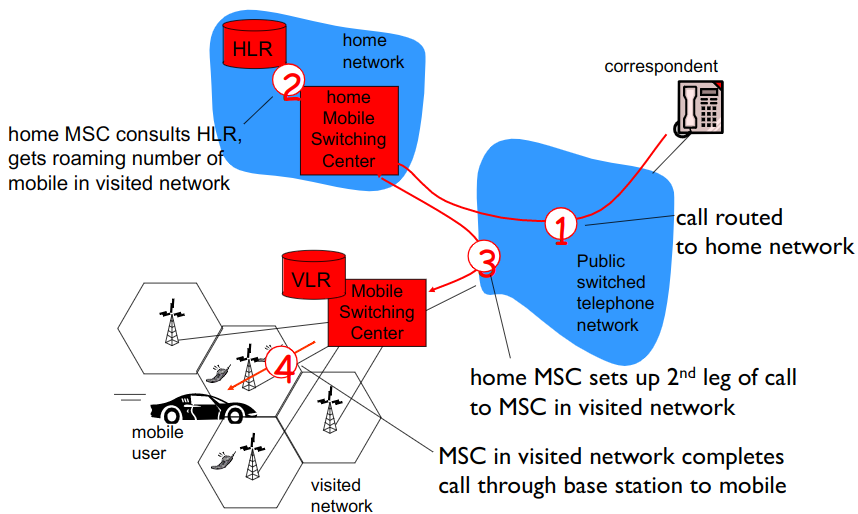 HLR
home
network
2
home
Mobile
Switching
Center
home MSC consults HLR,
gets roaming number of
mobile in visited network
correspondent
1
call routed
to home network
Public
switched
telephone
network
3
home MSC sets up 2nd leg of call
to MSC in visited network
VLR
Mobile
Switching
Center
4
mobile
user
MSC in visited network completes
call through base station to mobile
visited
network